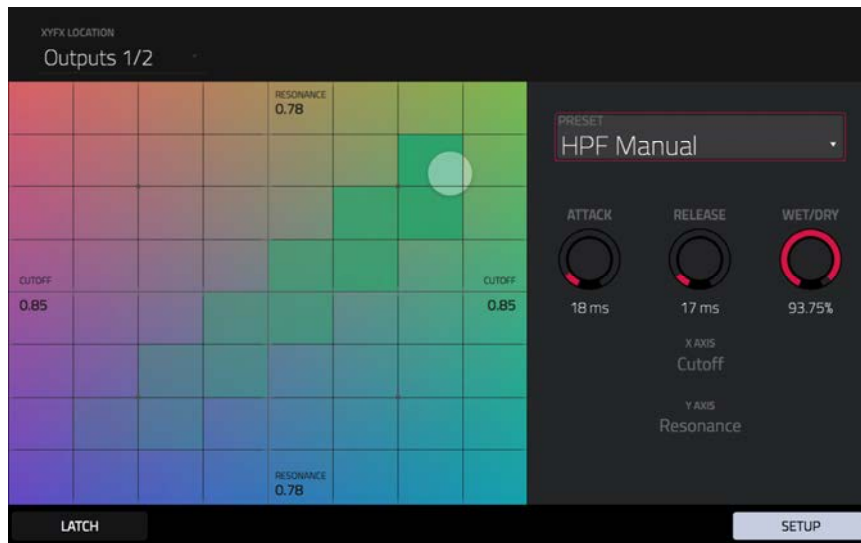 XYFX LOCATION
Outputs 1/2
RESONANCE
0.78
CUTOFF
0.85
CUTOFF
0.85
RESONANCE
0.78
PRESET
HPF Manual
ATTACK
RELEASE
WET/DRY
18 ms
17 ms
93.75%
X AXIS
Cutoff
Y AXIS
Resonance
LATCH
SETUP